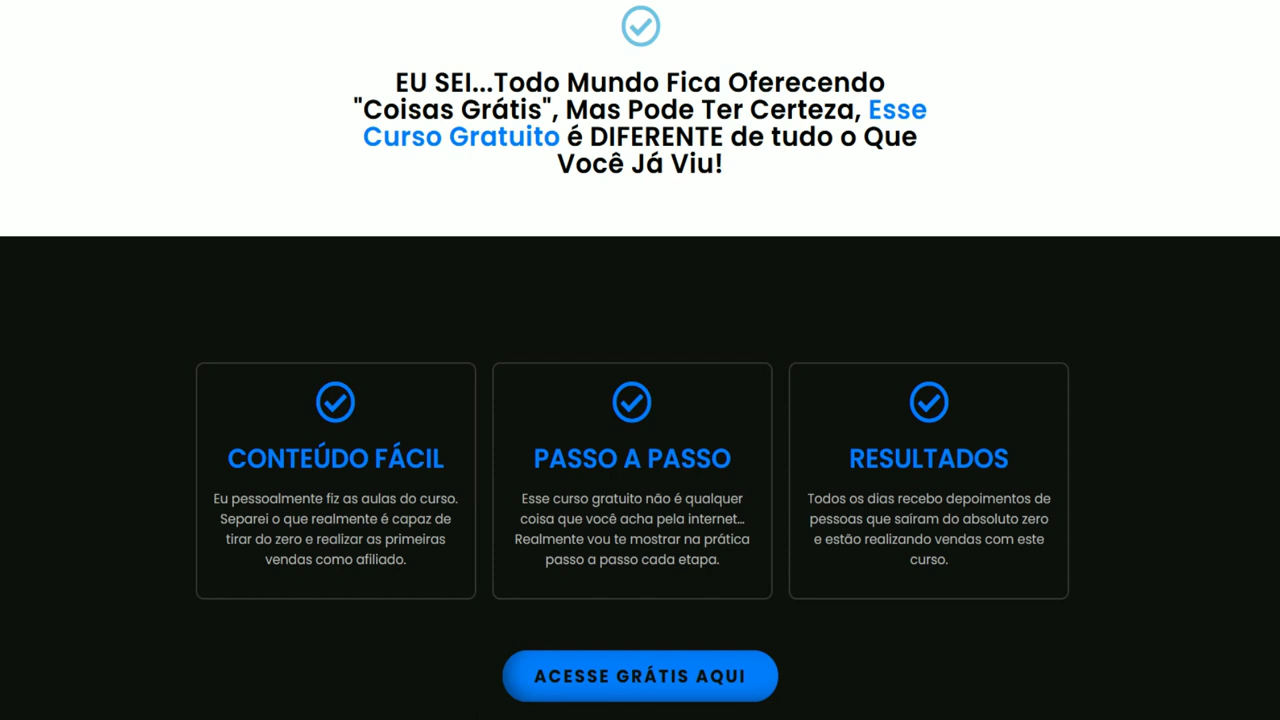 EU SEI...Todo Mundo Fica Oferecendo
"Coisas Grátis", Mas Pode Ter Certeza, Esse
Curso Gratuito é DIFERENTE de tudo o Que
Você Já Viu!
CONTEÚDO FÁCIL
Eu pessoalmente fiz as aulas do curso.
Separei o que realmente é capaz de
tirar do zero e realizar as primeiras
vendas como afiliado.
PASSO A PASSO
Esse curso gratuito não é qualquer
coisa que você acha pela internet...
Realmente vou te mostrar na prática
passo a passo cada etapa.
RESULTADOS
Todos os dias recebo depoimentos de
pessoas que saíram do absoluto zero
e estão realizando vendas com este
curso.
ACESSE GRÁTIS AQUI